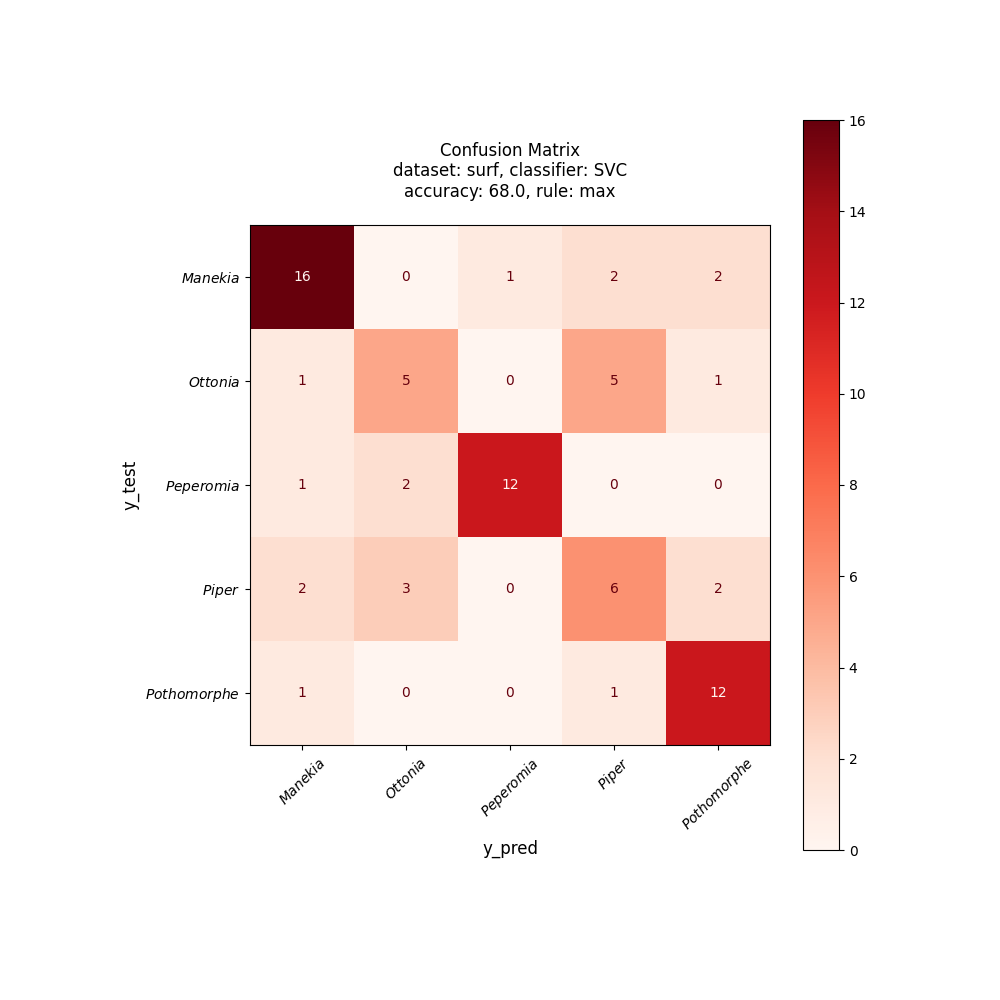 Confusion Matrix
dataset: surf, classifier: SVC
accuracy: 68.0, rule: max
Manekia 16 0 1 2 2
Ottonia 1 5 0 5 1
Peperomia 1 2 12 0 0
Piper 2 3 0 6 2
Pothomorphe 1 0 0 1 12
Manekia Ottonia Peperomia Piper Pothomorphe
y_test
y_pred
16
14
12
10
8
6
4
2
0